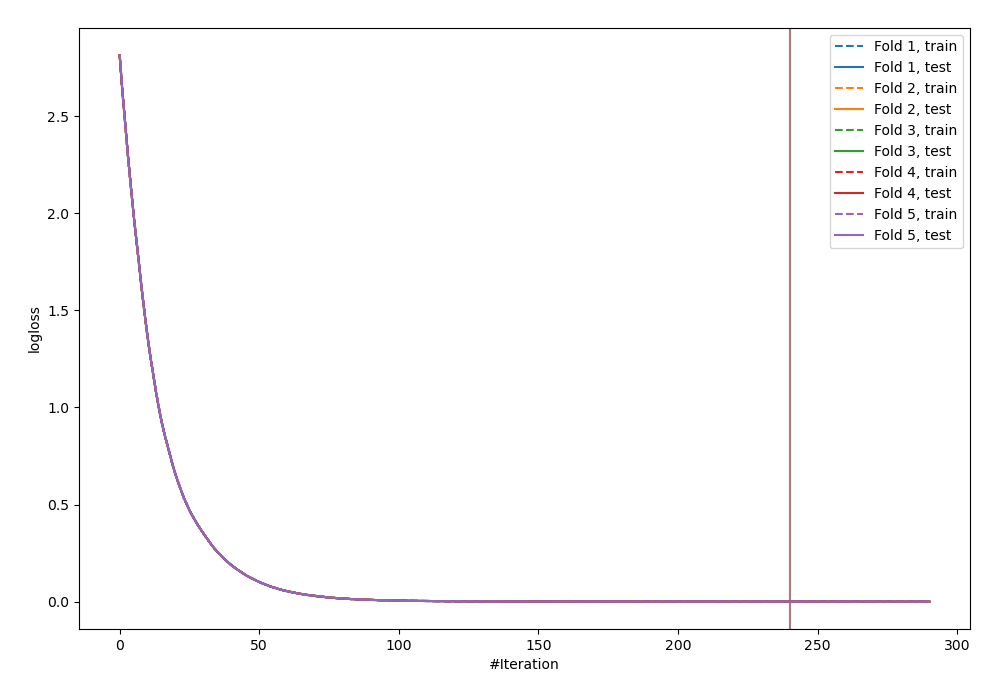 2.5
2.0
1.5
1.0
0.5
0.0
logloss
0 50 100 150 200 250 300
#Iteration
Fold 1, train
Fold 1, test
Fold 2, train
Fold 2, test
Fold 3, train
Fold 3, test
Fold 4, train
Fold 4, test
Fold 5, train
Fold 5, test